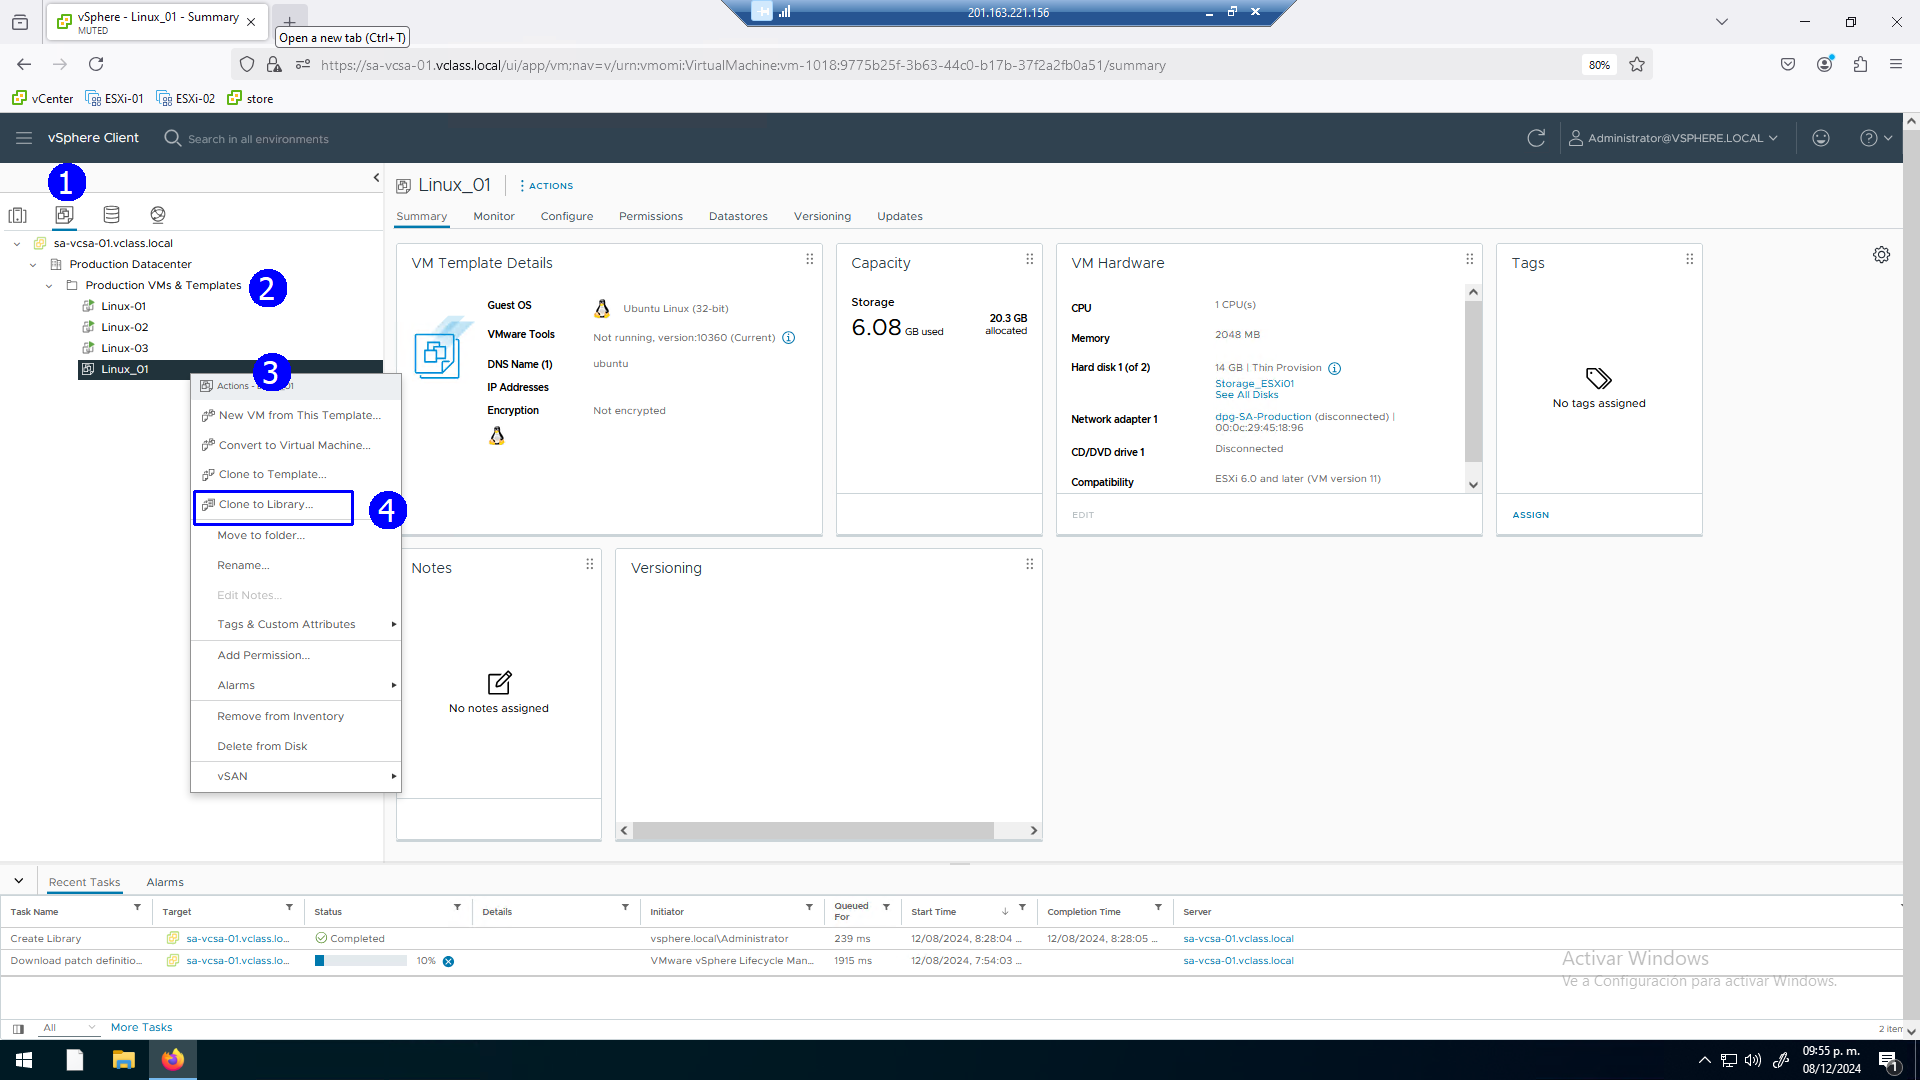 vSphere - Linux_01 - Summary
MUTED
Open a new tab (Ctrl+T)
201.163.221.156
https://sa-vcsa-01.vclass.local/ui/app/vm;nav=v/urn:vmomi:VirtualMachine:vm-1018:9775b25f-3b63-44c0-b17b-37f2a2fb0a51/summary
80%
vCenter
ESXi-01
ESXi-02
store
vSphere Client
Search in all environments
Administrator@VSPHERE.LOCAL
1
sa-vcsa-01.vclass.local
Production Datacenter
Production VMs & Templates
2
Linux-01
Linux-02
Linux-03
Linux_01
3
Actions -
New VM from This Template...
Convert to Virtual Machine...
Clone to Template...
Clone to Library...
4
Move to folder...
Rename...
Edit Notes...
Tags & Custom Attributes
Add Permission...
Alarms
Remove from Inventory
Delete from Disk
vSAN
Linux_01
ACTIONS
Summary
Monitor
Configure
Permissions
Datastores
Versioning
Updates
VM Template Details
Guest OS
Ubuntu Linux (32-bit)
VMware Tools
Not running, version:10360 (Current)
DNS Name (1)
ubuntu
IP Addresses
Encryption
Not encrypted
Capacity
Storage
6.08 GB used
20.3 GB
allocated
VM Hardware
CPU
1 CPU(s)
Memory
2048 MB
Hard disk 1 (of 2)
14 GB | Thin Provision
Storage_ESXi01
See All Disks
Network adapter 1
dpg-SA-Production (disconnected) |
00:0c:29:45:18:96
CD/DVD drive 1
Disconnected
Compatibility
ESXi 6.0 and later (VM version 11)
EDIT
Tags
No tags assigned
ASSIGN
Notes
No notes assigned
Versioning
Recent Tasks
Alarms
Task Name
Target
Status
Details
Initiator
Queued For
Start Time
Completion Time
Server
Create Library
sa-vcsa-01.vclass.lo...
Completed
vsphere.local\Administrator
239 ms
12/08/2024, 8:28:04 ...
12/08/2024, 8:28:05 ...
sa-vcsa-01.vclass.local
Download patch definitio...
sa-vcsa-01.vclass.lo...
10%
VMware vSphere Lifecycle Man...
1915 ms
12/08/2024, 7:54:03 ...
sa-vcsa-01.vclass.local
Activar Windows
Ve a Configuración para activar Windows.
All
More Tasks
2 item
09:55 p. m.
08/12/2024
1